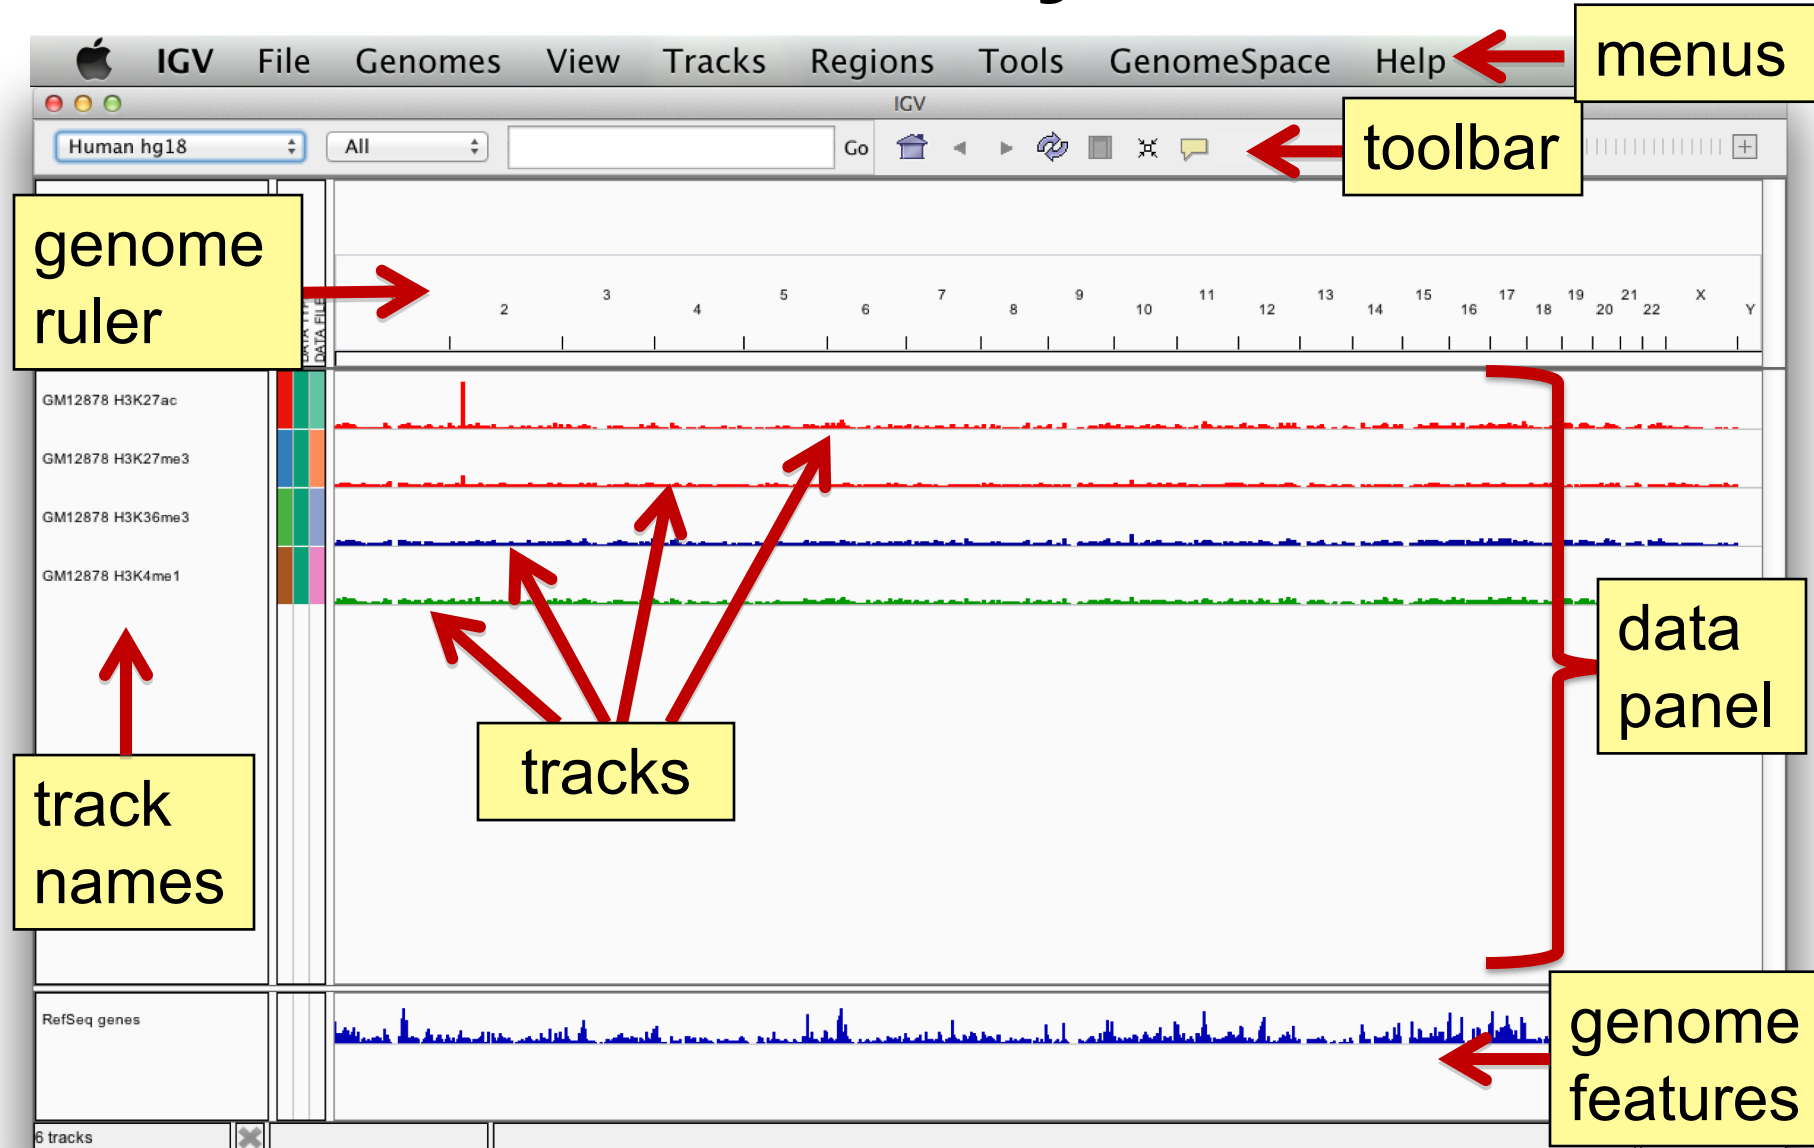 IGV File Genomes View Tracks Regions Tools GenomeSpace Help
menus
IGV
Human hg18 All Go
toolbar
genome
ruler
DATA FILE
1 3 5 7 9 11 13 15 17 19 21 X
2 4 6 8 10 12 14 16 18 20 22 Y
GM12878 H3K27ac
GM12878 H3K27me3
GM12878 H3K36me3
GM12878 H3K4me1
data
panel
tracks
track
names
RefSeq genes
genome
features
6 tracks